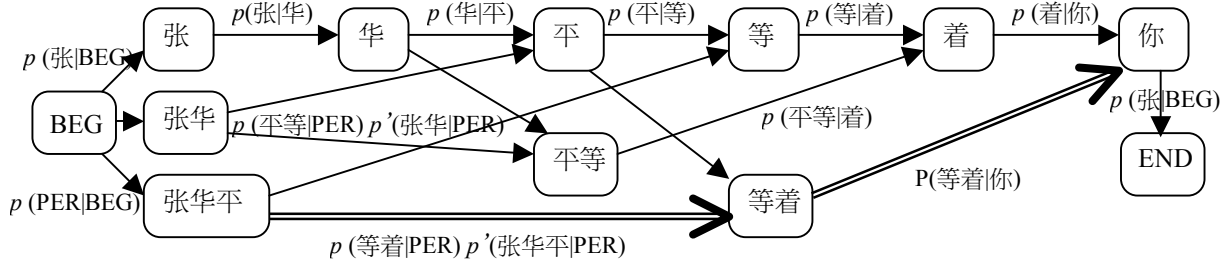 p(张|华)
p (华|平)
p (平|等)
p (等|着)
p (着|你)
张
华
平
等
着
你
p (张|BEG)
BEG
张华
p (平等|PER) p’(张华|PER)
平等
p (平等|着)
p (张|BEG)
END
p (PER|BEG)
张华平
等着
P(等着|你)
p (等着|PER) p’(张华平|PER)